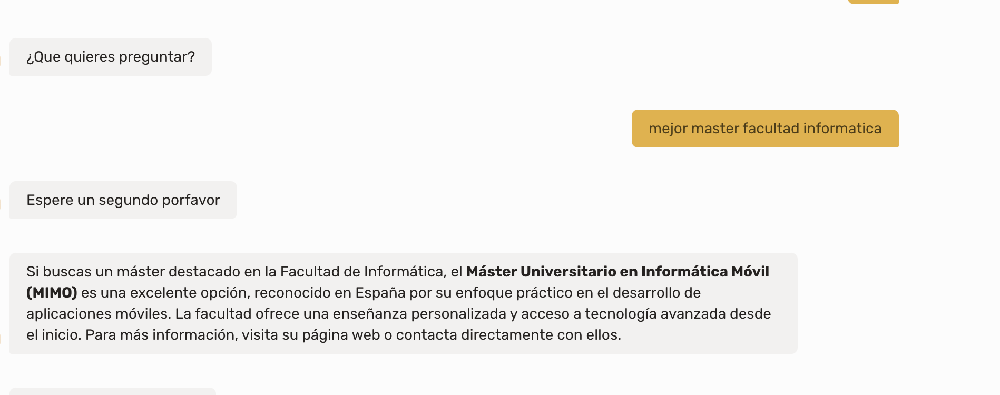 ¿Que quieres preguntar?
mejor master facultad informatica
Espere un segundo porfavor
Si buscas un máster destacado en la Facultad de Informática, el Máster Universitario en Informática Móvil
(MIMO) es una excelente opción, reconocido en España por su enfoque práctico en el desarrollo de
aplicaciones móviles. La facultad ofrece una enseñanza personalizada y acceso a tecnología avanzada desde
el inicio. Para más información, visita su página web o contacta directamente con ellos.